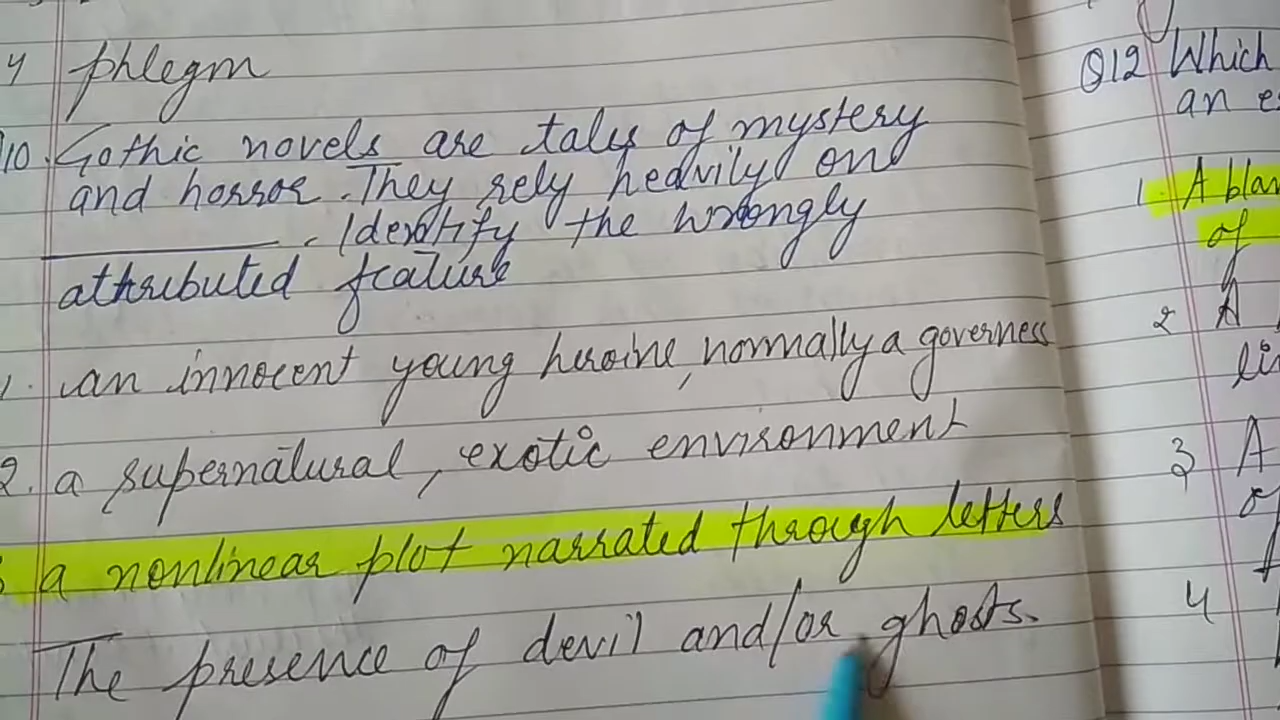 4 phlegm
10. Gothic novels are tales of mystery
and horror. They rely heavily on
__________. Identify the wrongly
attributed feature
1. an innocent young heroine, normally a governess
2. a supernatural, exotic environment
3 a nonlinear plot narrated through letters
The presence of devil and/or ghosts.
Q12 Which
an
1. A
of
2 A
3 A
4